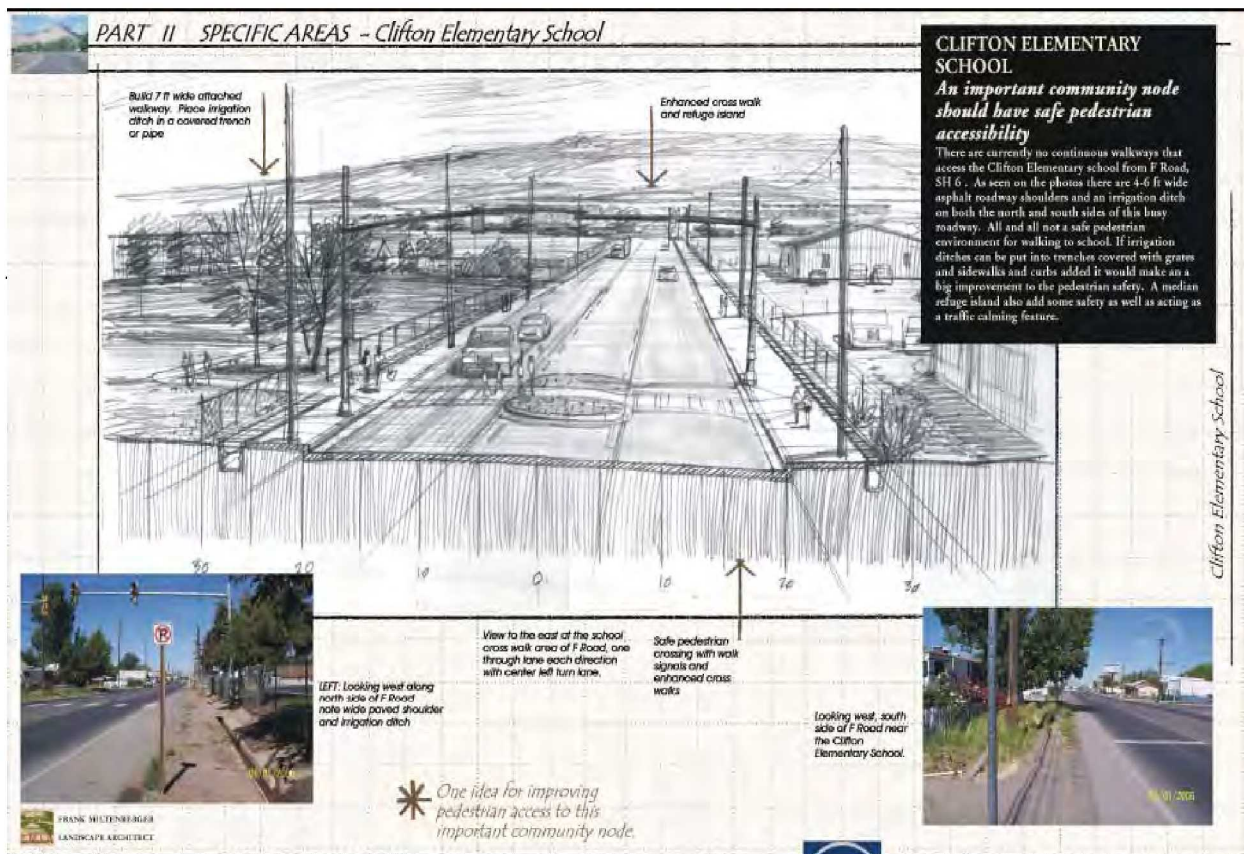 PART II SPECIFIC AREAS - Clifton Elementary School
CLIFTON ELEMENTARY
SCHOOL
An important community node
should have safe pedestrian
accessibility
There are currently no continuous walkways that
access the Clifton Elementary school from F Road,
SH 6 . As seen on the photos there are 4-6 ft wide
asphalt roadway shoulders and an irrigation ditch
on both the north and south sides of this busy
roadway. All and all not a safe pedestrian
environment for walking to school. If irrigation
ditches can be put into trenches covered with grates
and sidewalks and curbs added it would make an a
big improvement to the pedestrian safety. A median
refuge island also add some safety as well as acting as
a traffic calming feature.
Build 7 ft wide attached
walkway. Place irrigation
ditch in a covered trench
or pipe
Enhanced cross walk
and refuge island
Clifton Elementary School
30 20 10 0 10 20 30
View to the east at the school
cross walk area of F Road, one
through lane each direction
with center left turn lane.
Safe pedestrian
crossing with walk
signals and
enhanced cross
walks
LEFT: Looking west along
north side of F Road
note wide paved shoulder
and irrigation ditch
Looking west, south
side of F Road near
the Clifton
Elementary School.
One idea for improving
pedestrian access to this
important community node.
FRANK MILTENBERGER
LANDSCAPE ARCHITECT